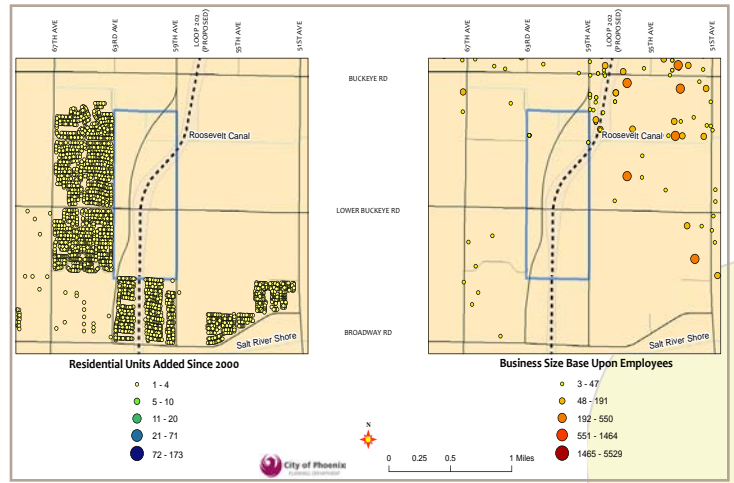 67TH AVE
63RD AVE
59TH AVE
LOOP 202
(PROPOSED)
55TH AVE
51ST AVE
67TH AVE
63RD AVE
59TH AVE
LOOP 202
(PROPOSED)
55TH AVE
51ST AVE
BUCKEYE RD
Roosevelt Canal
Roosevelt Canal
LOWER BUCKEYE RD
BROADWAY RD
Salt River Shore
Salt River Shore
Residential Units Added Since 2000
1 - 4
5 - 10
11 - 20
21 - 71
72 - 173
Business Size Base Upon Employees
3 - 47
48 - 191
192 - 550
551 - 1464
1465 - 5529
N
City of Phoenix
PLANNING DEPARTMENT
0 0.25 0.5 1 Miles